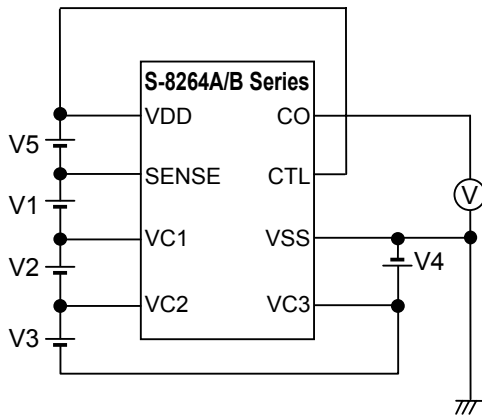 S-8264A/B Series
VDD
CO
V5
SENSE
CTL
V1
V
VC1
VSS
V2
V4
VC2
VC3
V3